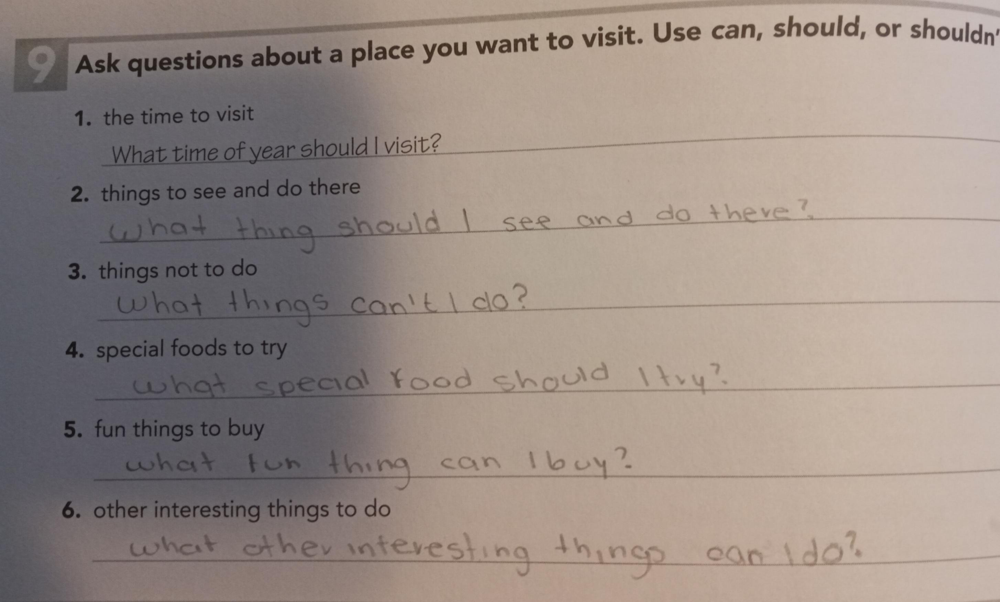 9 Ask questions about a place you want to visit. Use can, should, or shouldn'
1. the time to visit
What time of year should I visit?
2. things to see and do there
what thing should I see and do there?
3. things not to do
what things can't I do?
4. special foods to try
what special food should I try?
5. fun things to buy
what fun thing can I buy?
6. other interesting things to do
what other interesting things can I do?